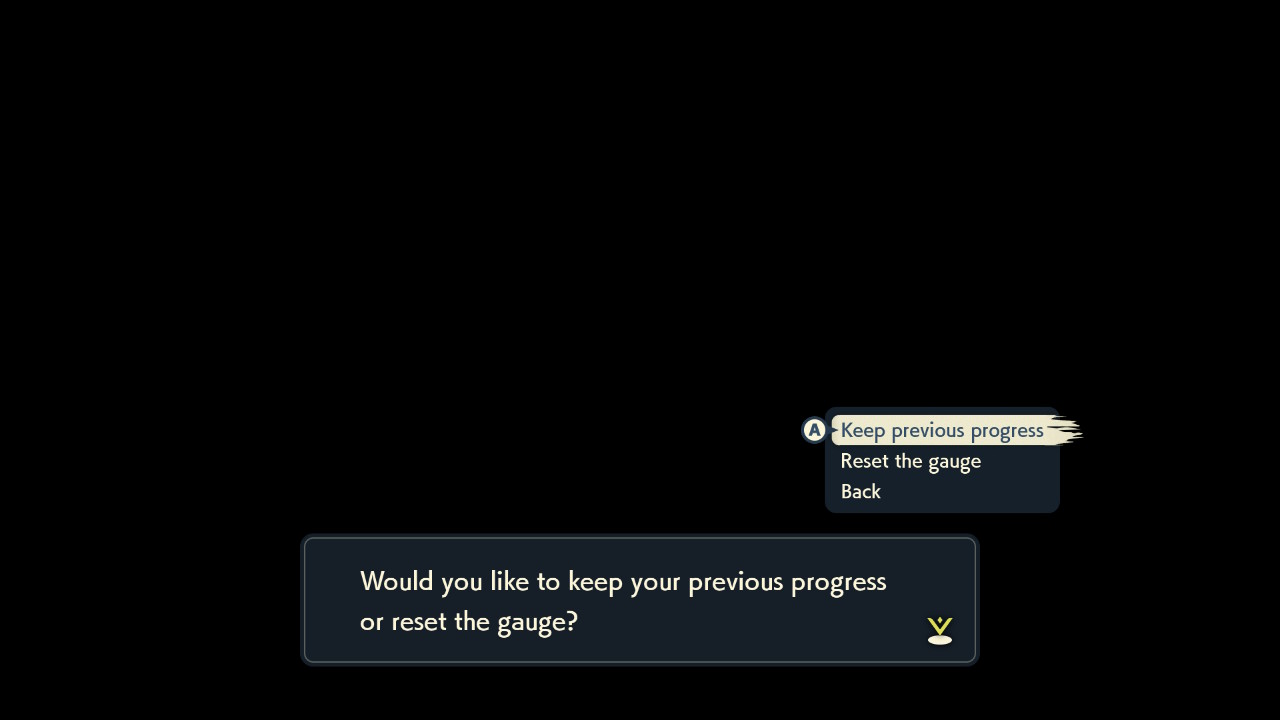 A Keep previous progress
Reset the gauge
Back
Would you like to keep your previous progress
or reset the gauge?